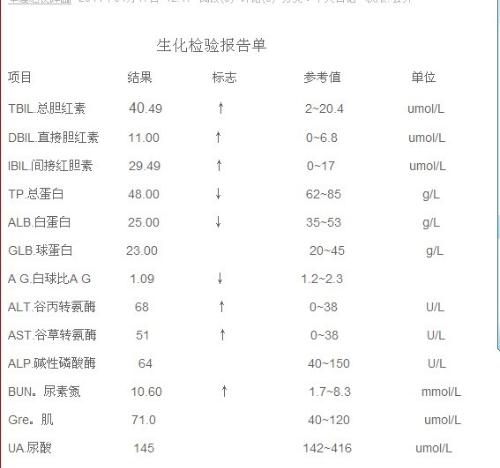 生化检验报告单
项目 结果 标志 参考值 单位
TBIL.总胆红素 40.49 ↑ 2~20.4 umol/L
DBIL.直接胆红素 11.00 ↑ 0~6.8 umol/L
IBIL.间接红胆素 29.49 ↑ 0~17 umol/L
TP.总蛋白 48.00 ↓ 62~85 g/L
ALB.白蛋白 25.00 ↓ 35~53 g/L
GLB.球蛋白 23.00 20~45 g/L
A G.白球比A G 1.09 ↓ 1.2~2.3
ALT.谷丙转氨酶 68 ↑ 0~38 U/L
AST.谷草转氨酶 51 ↑ 0~38 U/L
ALP.碱性磷酸酶 64 40~150 U/L
BUN。尿素氮 10.60 ↑ 1.7~8.3 mmol/L
Gre。肌 71.0 40~120 umol/L
UA.尿酸 145 142~416 umol/L